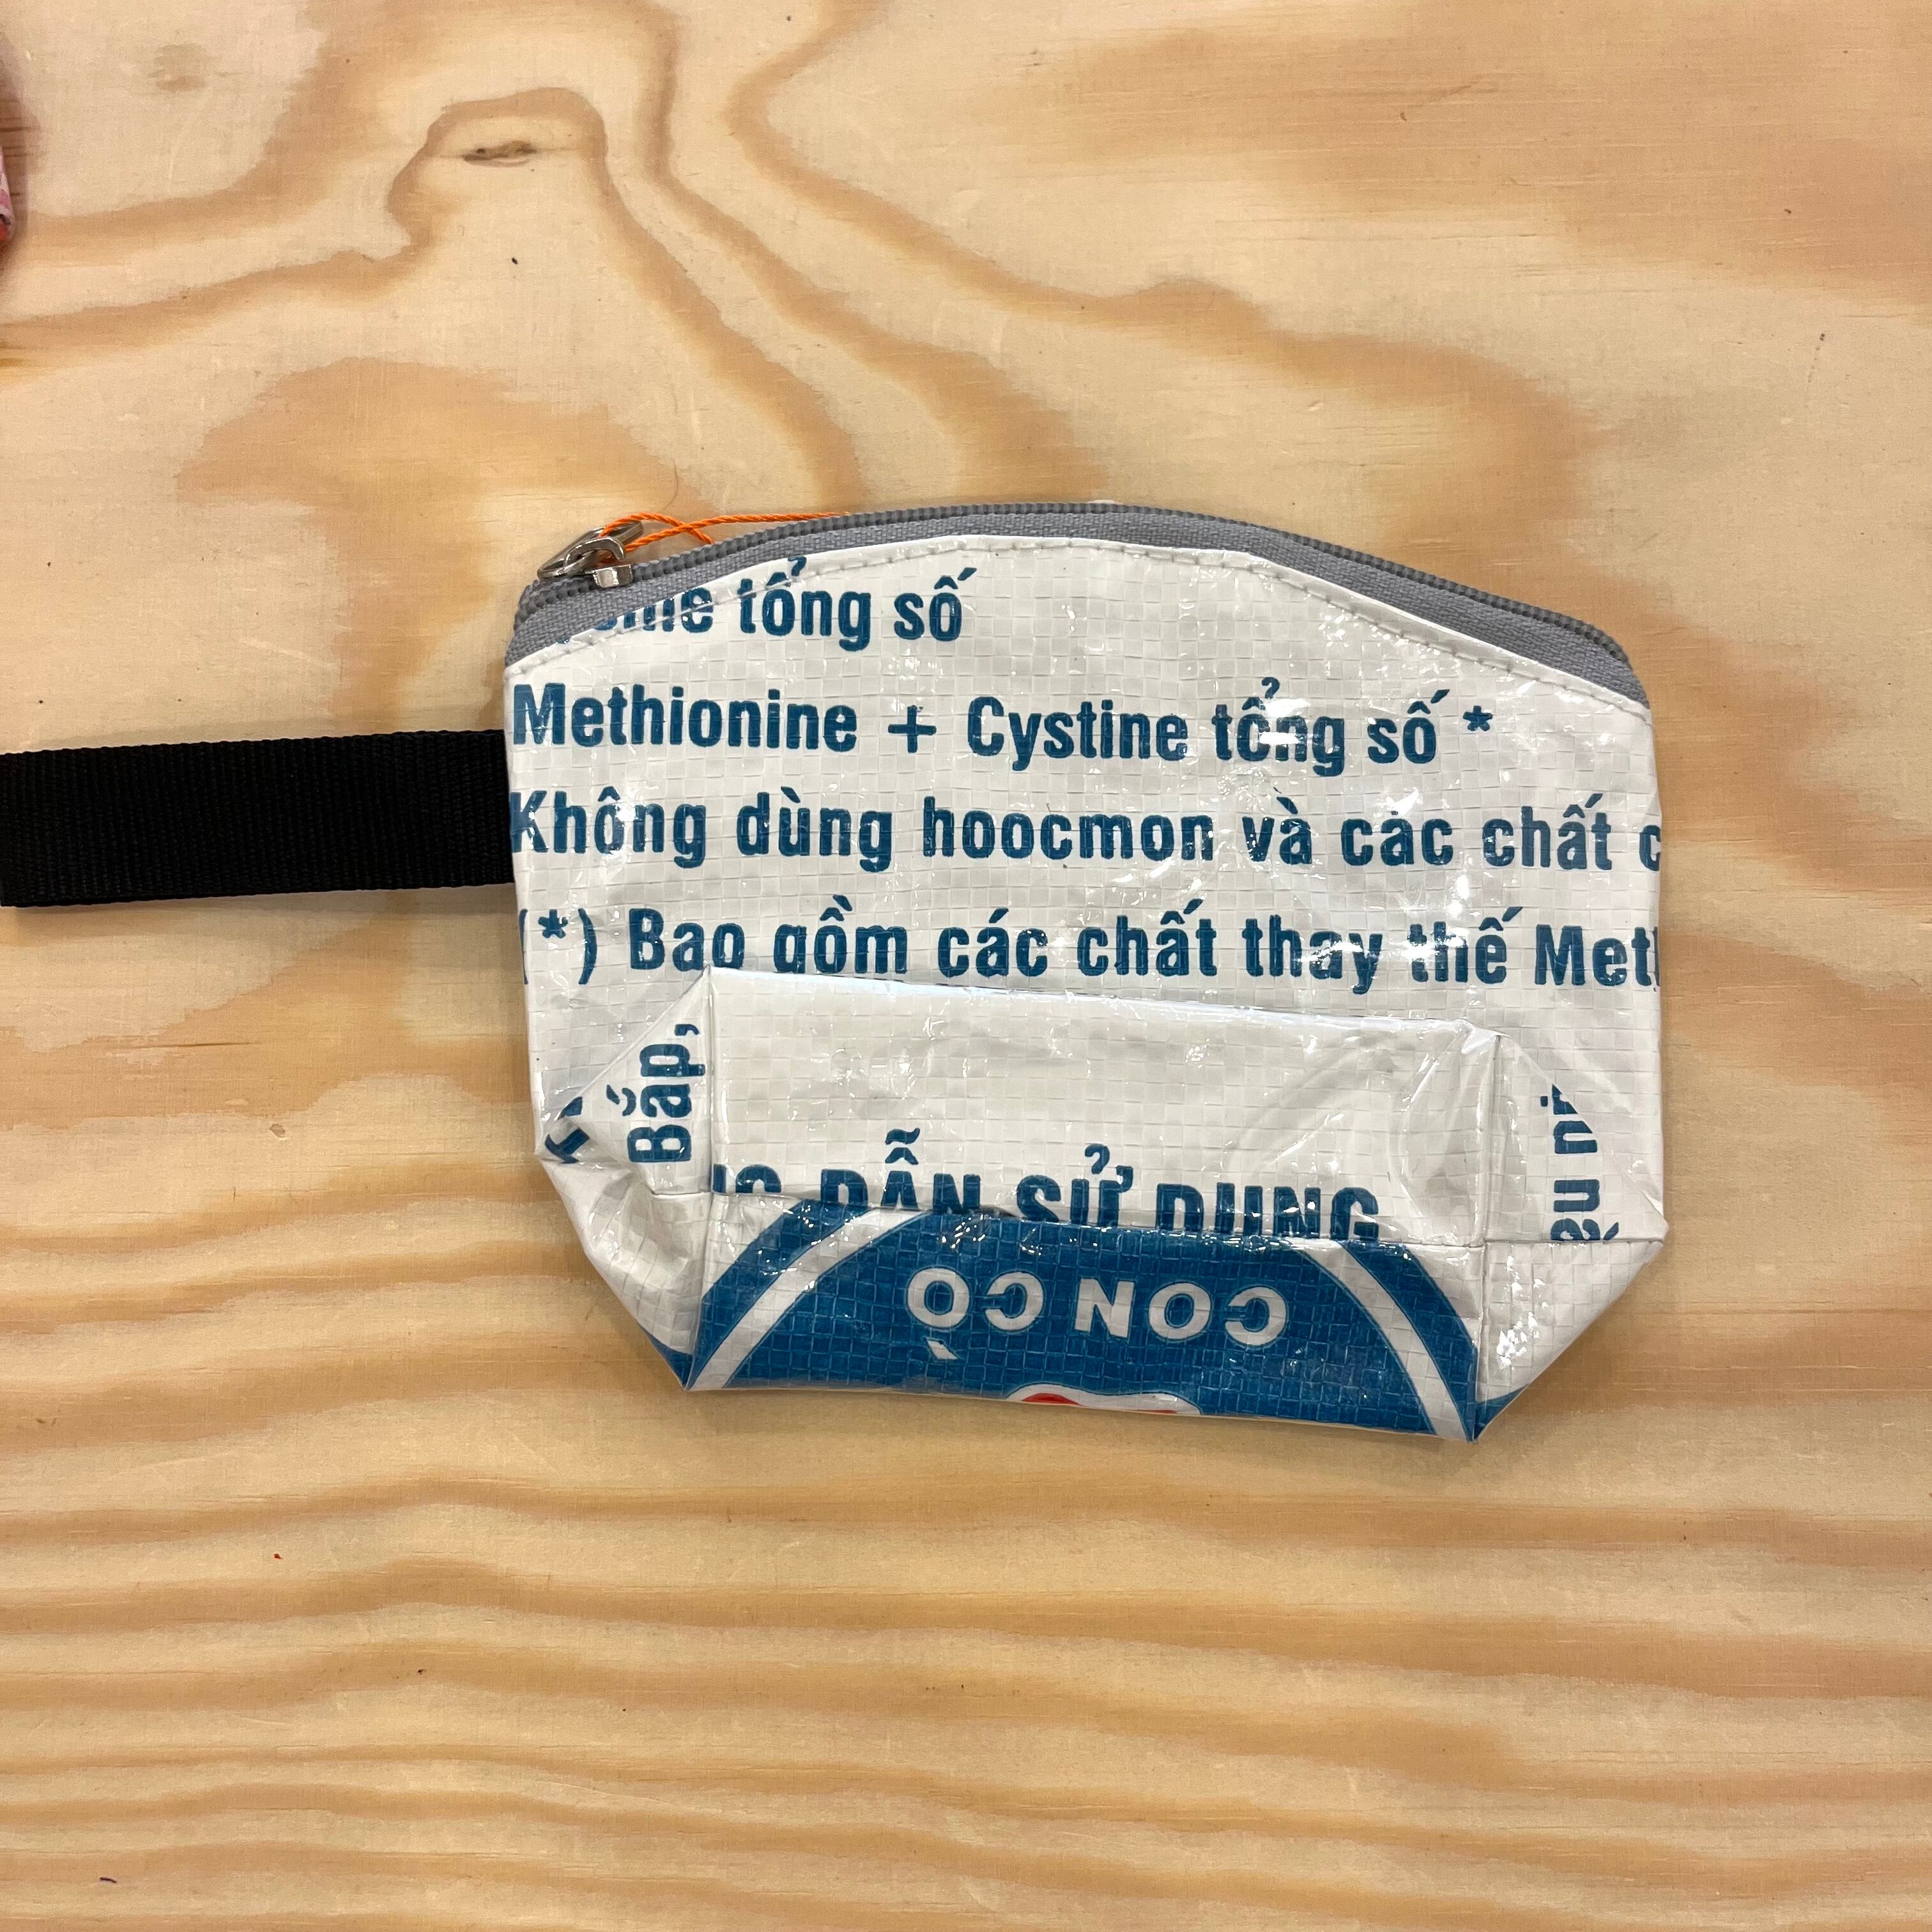 tổng số
Methionine + Cystine tổng số *
Không dùng hoocmon và các chất
(*) Bao gồm các chất thay thế
Bắp,
DẪN SỬ DỤNG
CON CÒ